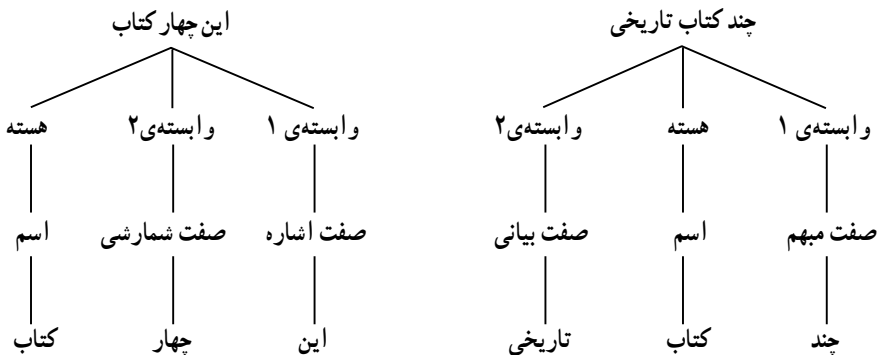 چند کتاب تاریخی
وابسته‌ی ۱ هسته وابسته‌ی۲
صفت مبهم اسم صفت بیانی
چند کتاب تاریخی
این چهار کتاب
وابسته‌ی ۱ وابسته‌ی۲ هسته
صفت اشاره صفت شمارشی اسم
این چهار کتاب